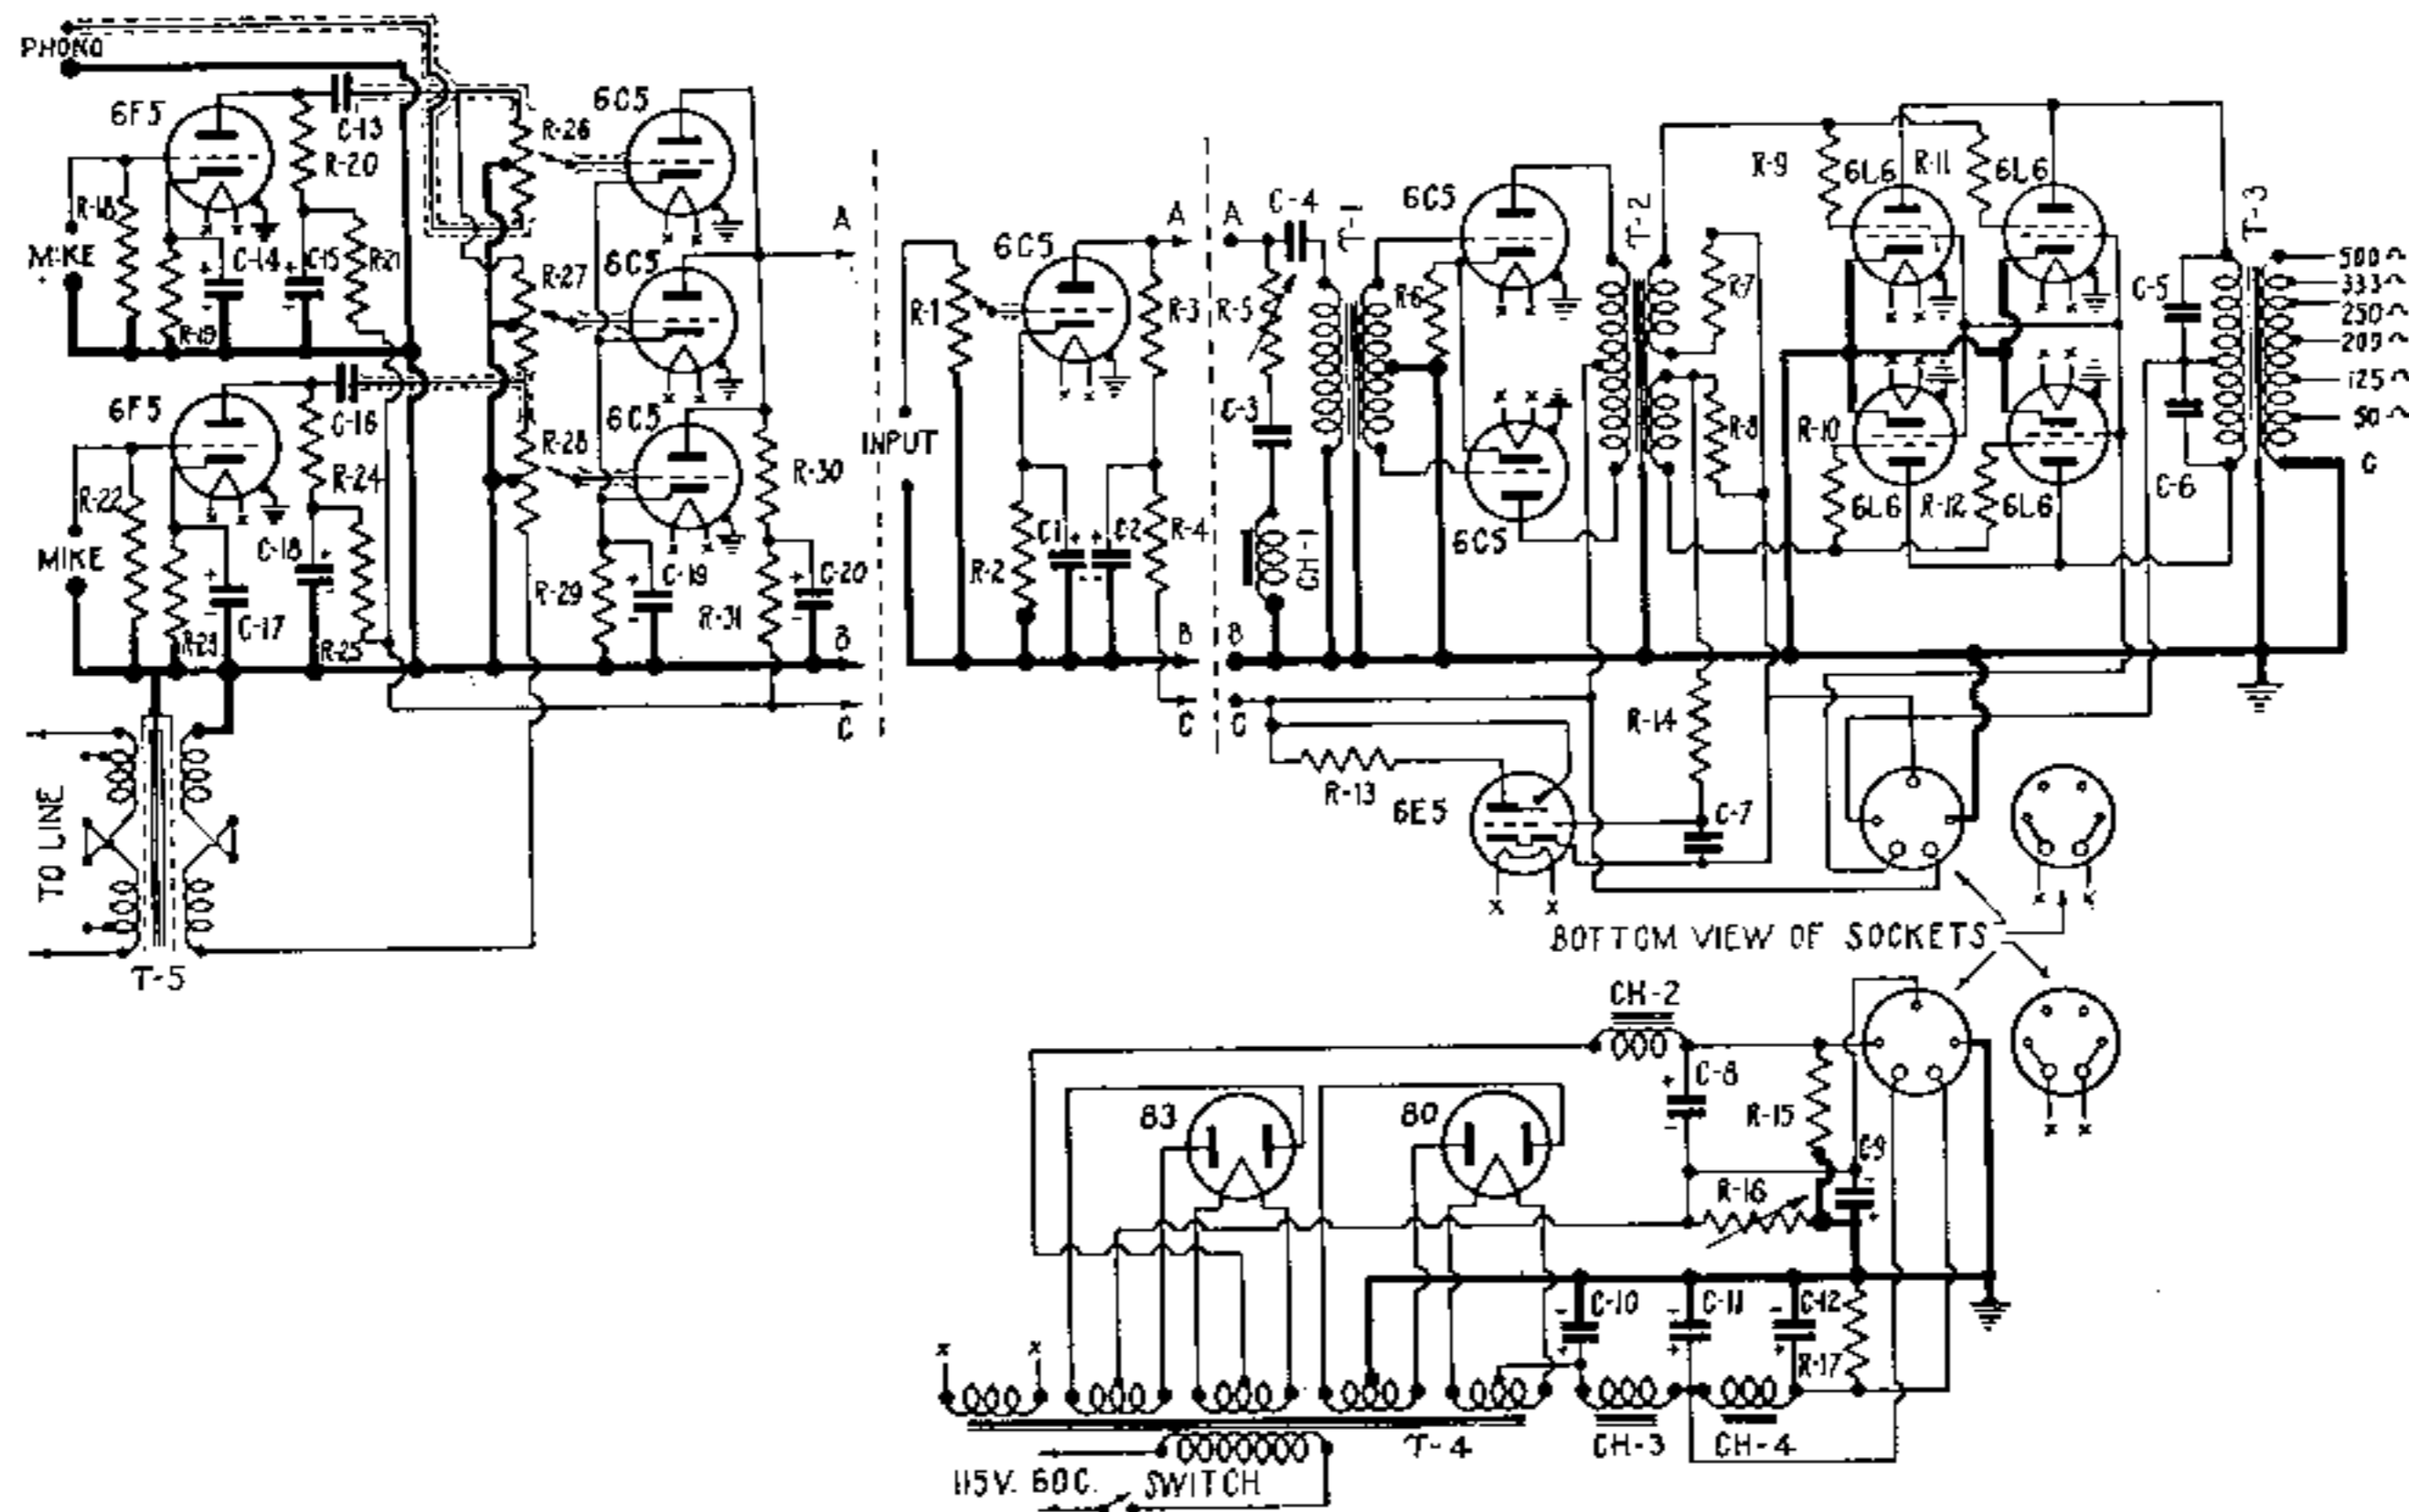 PHONO
6F5
C-13
R-20
R-18
MIKE
C-14
C-15
R-21
R-19
6F5
C-16
R-24
R-22
MIKE
C-18
C-17
R-23
R-25
TO LINE
T-5
6C5
R-26
A
6C5
R-27
6C5
R-28
R-30
R-29
C-19
R-31
C-20
B
C
INPUT
R-1
6C5
A
R-3
R-2
C1
C2
R-4
B
C
A
C-4
R-5
C-3
CH-1
B
C
R6
6C5
6C5
T-2
R7
R-8
R-9
6L6
R-11
6L6
R-10
6L6
R-12
6L6
T-3
C-5
C-6
500
333
250
200
125
50
G
R-13
6E5
R-14
C-7
x
x
x
x
BOTTOM VIEW OF SOCKETS
CH-2
C-8
R-15
C9
R-16
83
80
C-10
C-11
C-12
R-17
x
x
x
x
T-4
CH-3
CH-4
115V. 60C.
SWITCH